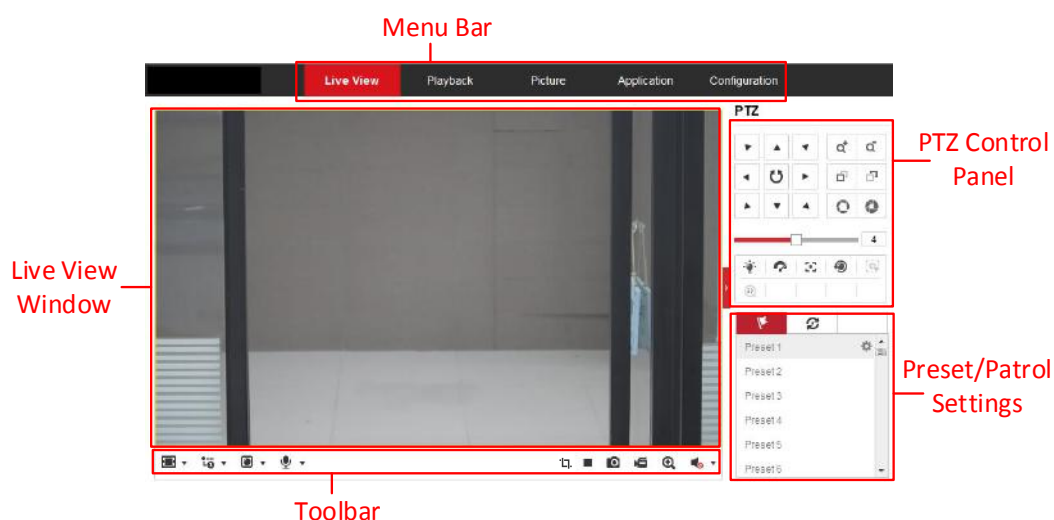 Menu Bar
Live View Playback Picture Application Configuration
PTZ
PTZ Control
Panel
4
Live View
Window
Preset 1
Preset 2
Preset 3
Preset 4
Preset 5
Preset 6
Preset/Patrol
Settings
Toolbar